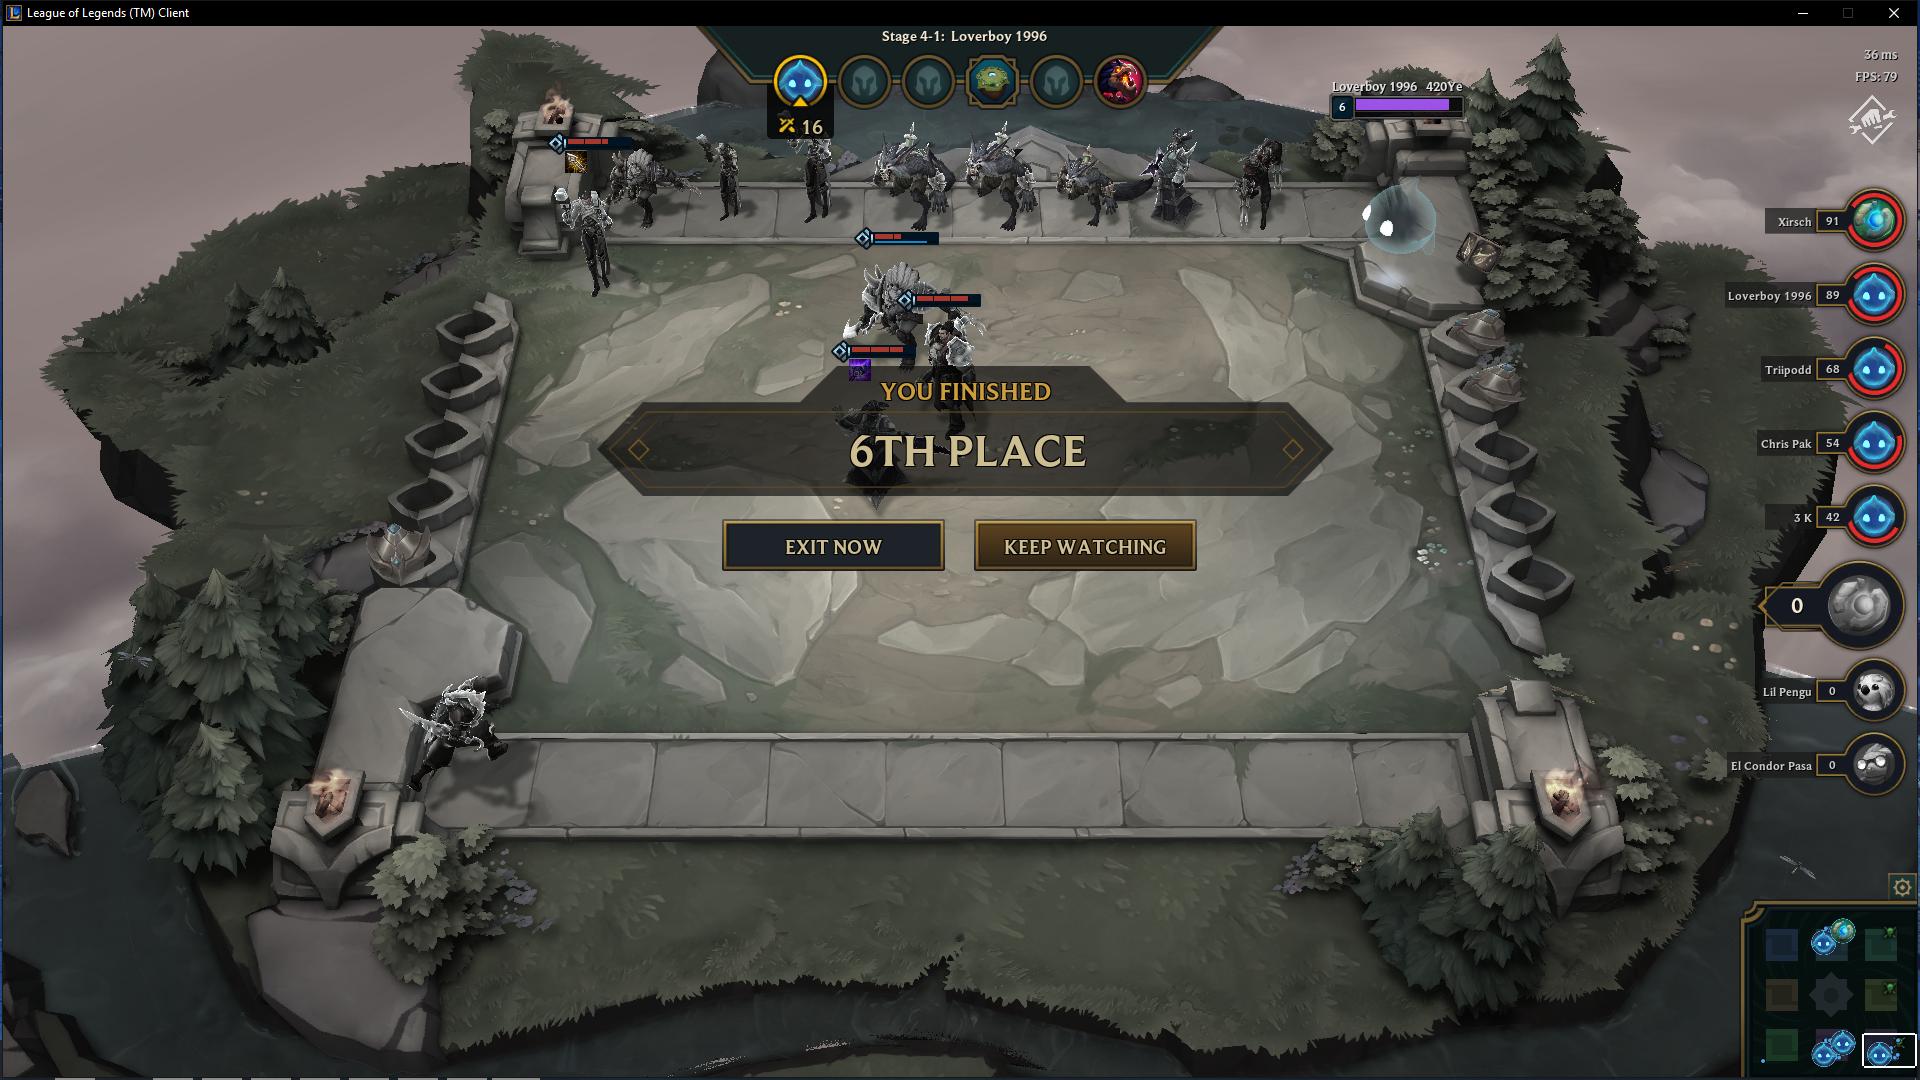 League of Legends (TM) Client
Stage 4-1: Loverboy 1996
16
36 ms
FPS: 79
Loverboy 1996 420Ye
6
Xirsch 91
Loverboy 1996 89
Triipodd 68
Chris Pak 54
3 K 42
0
Lil Pengu 0
El Condor Pasa 0
YOU FINISHED
6TH PLACE
EXIT NOW
KEEP WATCHING